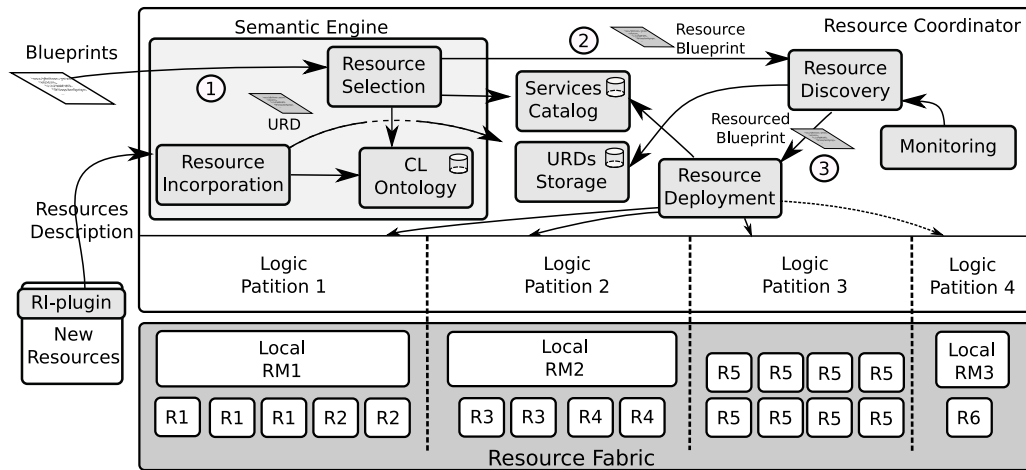 Semantic Engine
Resource Coordinator
Blueprints
1
Resource
Selection
URD
2
Resource
Blueprint
Services
Catalog
Resource
Discovery
Resourced
Blueprint
3
Monitoring
Resource
Incorporation
CL
Ontology
URDs
Storage
Resource
Deployment
Resources
Description
RI-plugin
New
Resources
Logic
Patition 1
Logic
Patition 2
Logic
Patition 3
Logic
Patition 4
Local
RM1
Local
RM2
Local
RM3
R5 R5 R5 R5
R1 R1 R1 R2 R2
R3 R3 R4 R4
R5 R5 R5 R5
R6
Resource Fabric